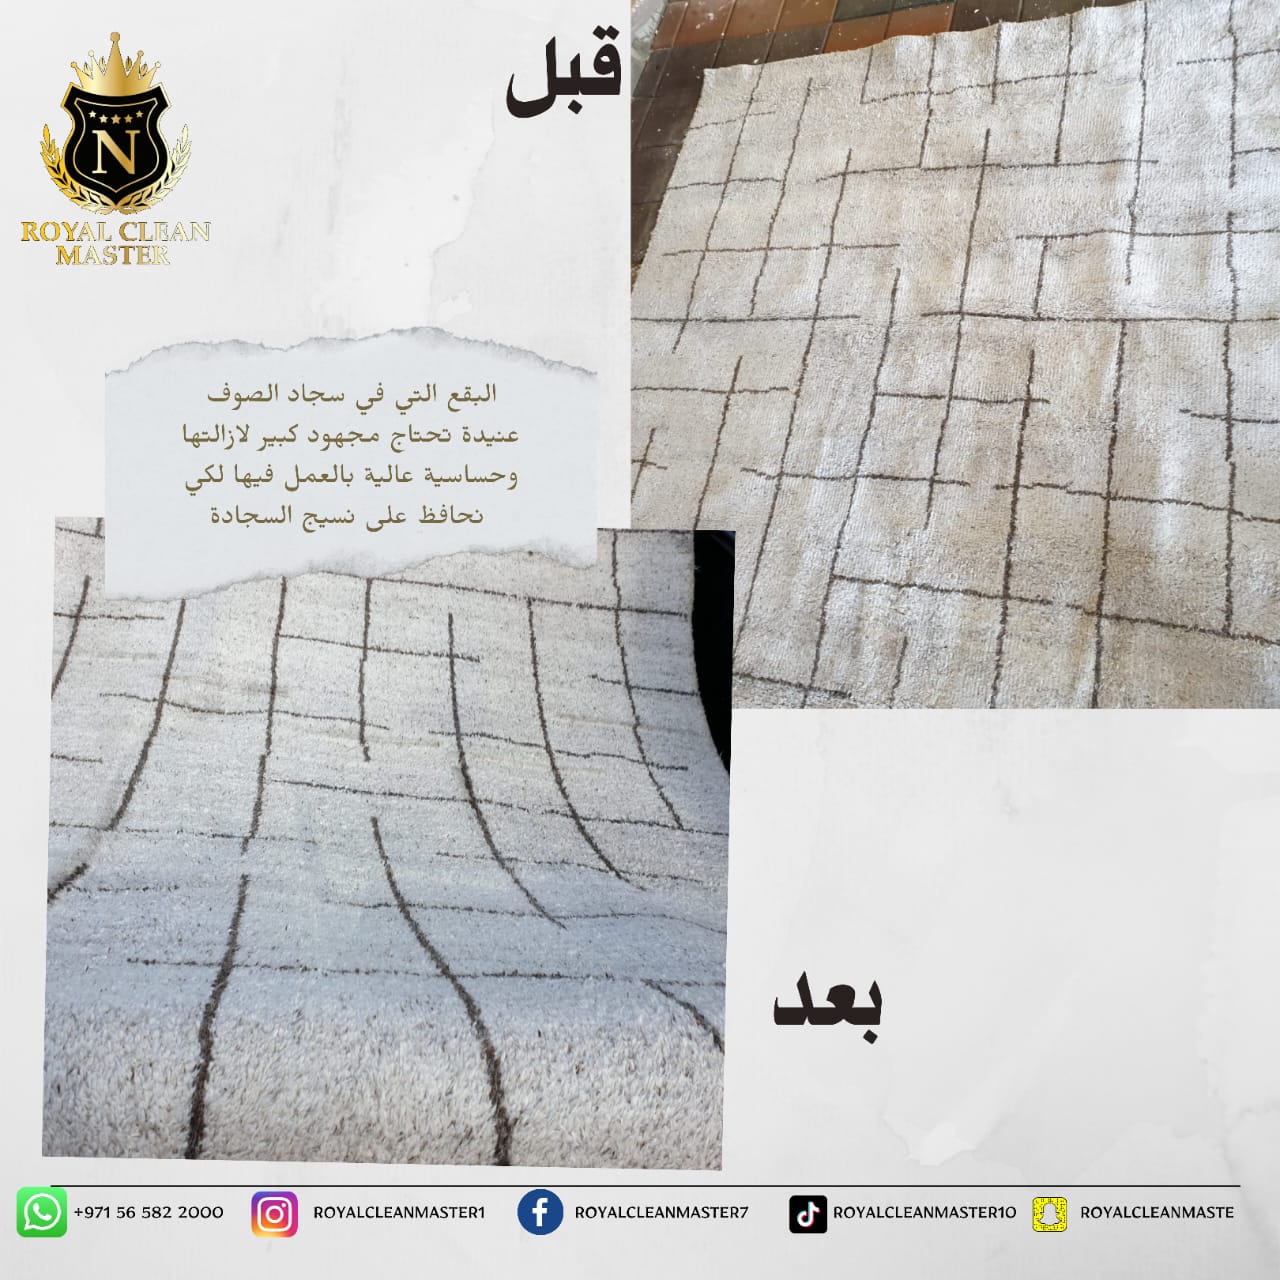 قبل
N
ROYAL CLEAN
MASTER
البقع التي في سجاد الصوف
عنيدة تحتاج مجهود كبير لازالتها
وحساسية عالية بالعمل فيها لكي
نحافظ على نسيج السجادة
بعد
+971 56 582 2000
ROYALCLEANMASTER1
ROYALCLEANMASTER7
ROYALCLEANMASTER10
ROYALCLEANMASTE